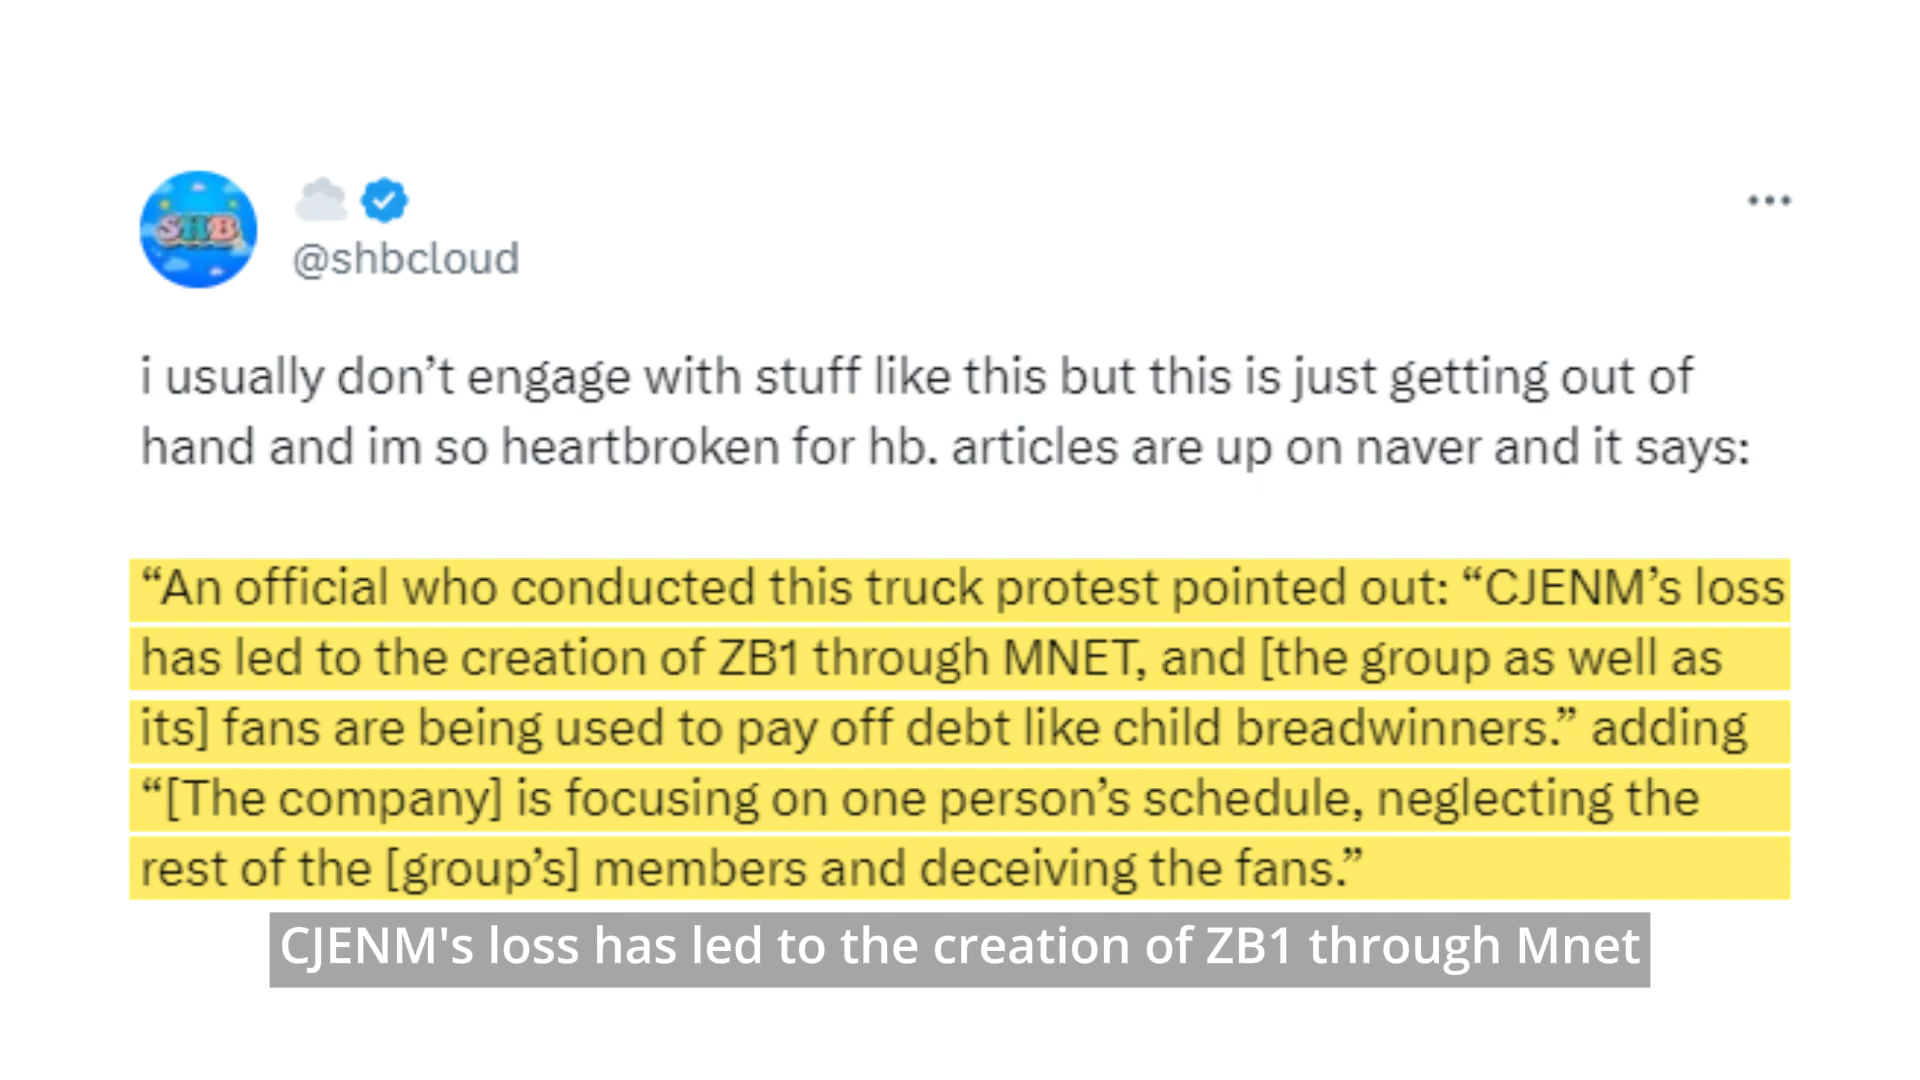 SHB
@shbcloud
i usually don’t engage with stuff like this but this is just getting out of
hand and im so heartbroken for hb. articles are up on naver and it says:
“An official who conducted this truck protest pointed out: “CJENM’s loss
has led to the creation of ZB1 through MNET, and [the group as well as
its] fans are being used to pay off debt like child breadwinners.” adding
“[The company] is focusing on one person’s schedule, neglecting the
rest of the [group’s] members and deceiving the fans.”
CJENM's loss has led to the creation of ZB1 through Mnet